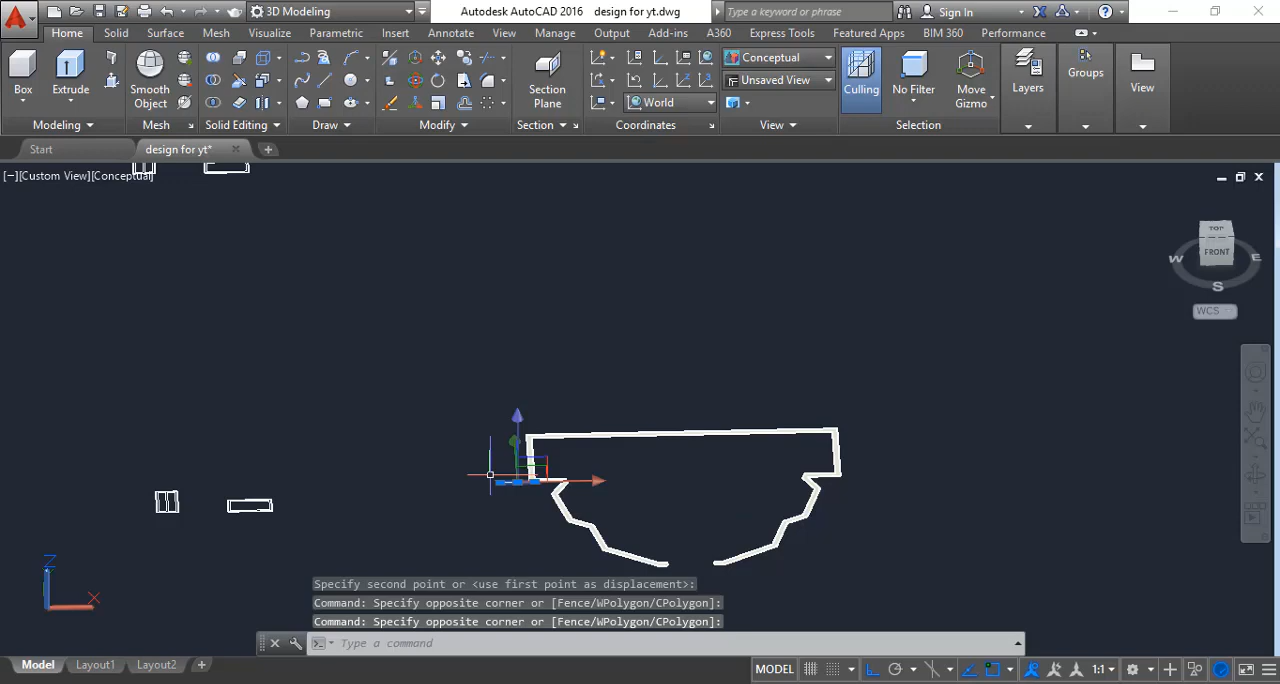 3D Modeling Autodesk AutoCAD 2016 design for yt.dwg Type a keyword or phrase Sign In
Home Solid Surface Mesh Visualize Parametric Insert Annotate View Manage Output Add-ins A360 Express Tools Featured Apps BIM 360 Performance
Box Extrude Smooth Object Section Plane Conceptual Unsaved View World Culling No Filter Move Gizmo Layers Groups View
Modeling Mesh Solid Editing Draw Modify Section Coordinates View Selection
Start design for yt*
[−][Custom View][Conceptual]
TOP
FRONT
W E
S
WCS
Z
X
Specify second point or <use first point as displacement>:
Command: Specify opposite corner or [Fence/WPolygon/CPolygon]:
Command: Specify opposite corner or [Fence/WPolygon/CPolygon]:
Type a command
Model Layout1 Layout2 + MODEL 1:1